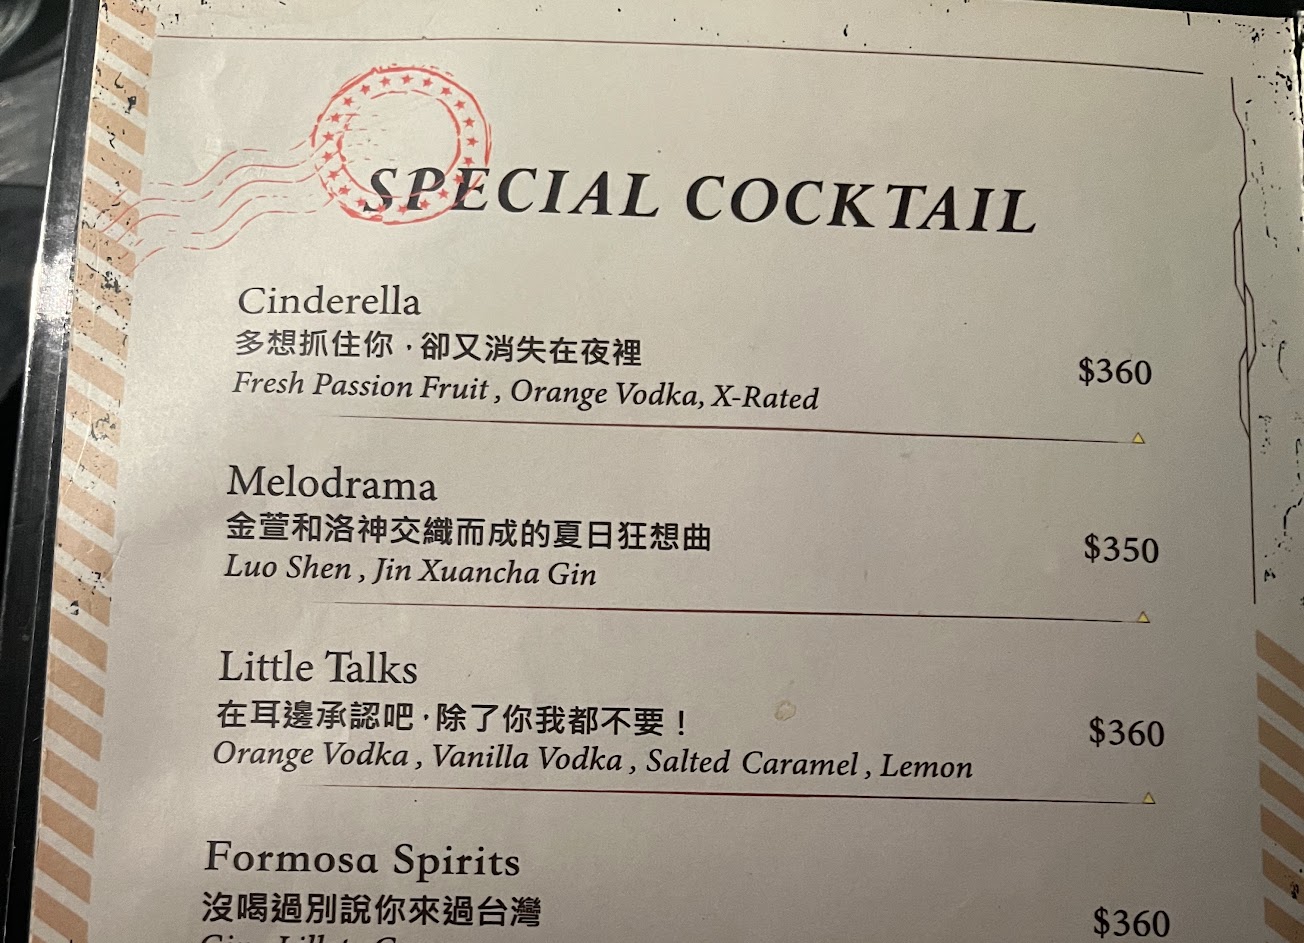 SPECIAL COCKTAIL
Cinderella
多想抓住你，卻又消失在夜裡
$360
Fresh Passion Fruit , Orange Vodka, X-Rated
Melodrama
金萱和洛神交織而成的夏日狂想曲
$350
Luo Shen , Jin Xuancha Gin
Little Talks
在耳邊承認吧，除了你我都不要！
$360
Orange Vodka , Vanilla Vodka , Salted Caramel , Lemon
Formosa Spirits
沒喝過別說你來過台灣
$360